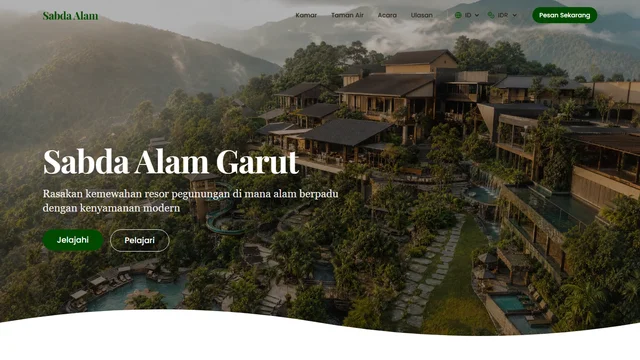 Sabda Alam
Kamar
Taman Air
Acara
Ulasan
ID
IDR
Pesan Sekarang
Sabda Alam Garut
Rasakan kemewahan resor pegunungan di mana alam berpadu
dengan kenyamanan modern
Jelajahi
Pelajari